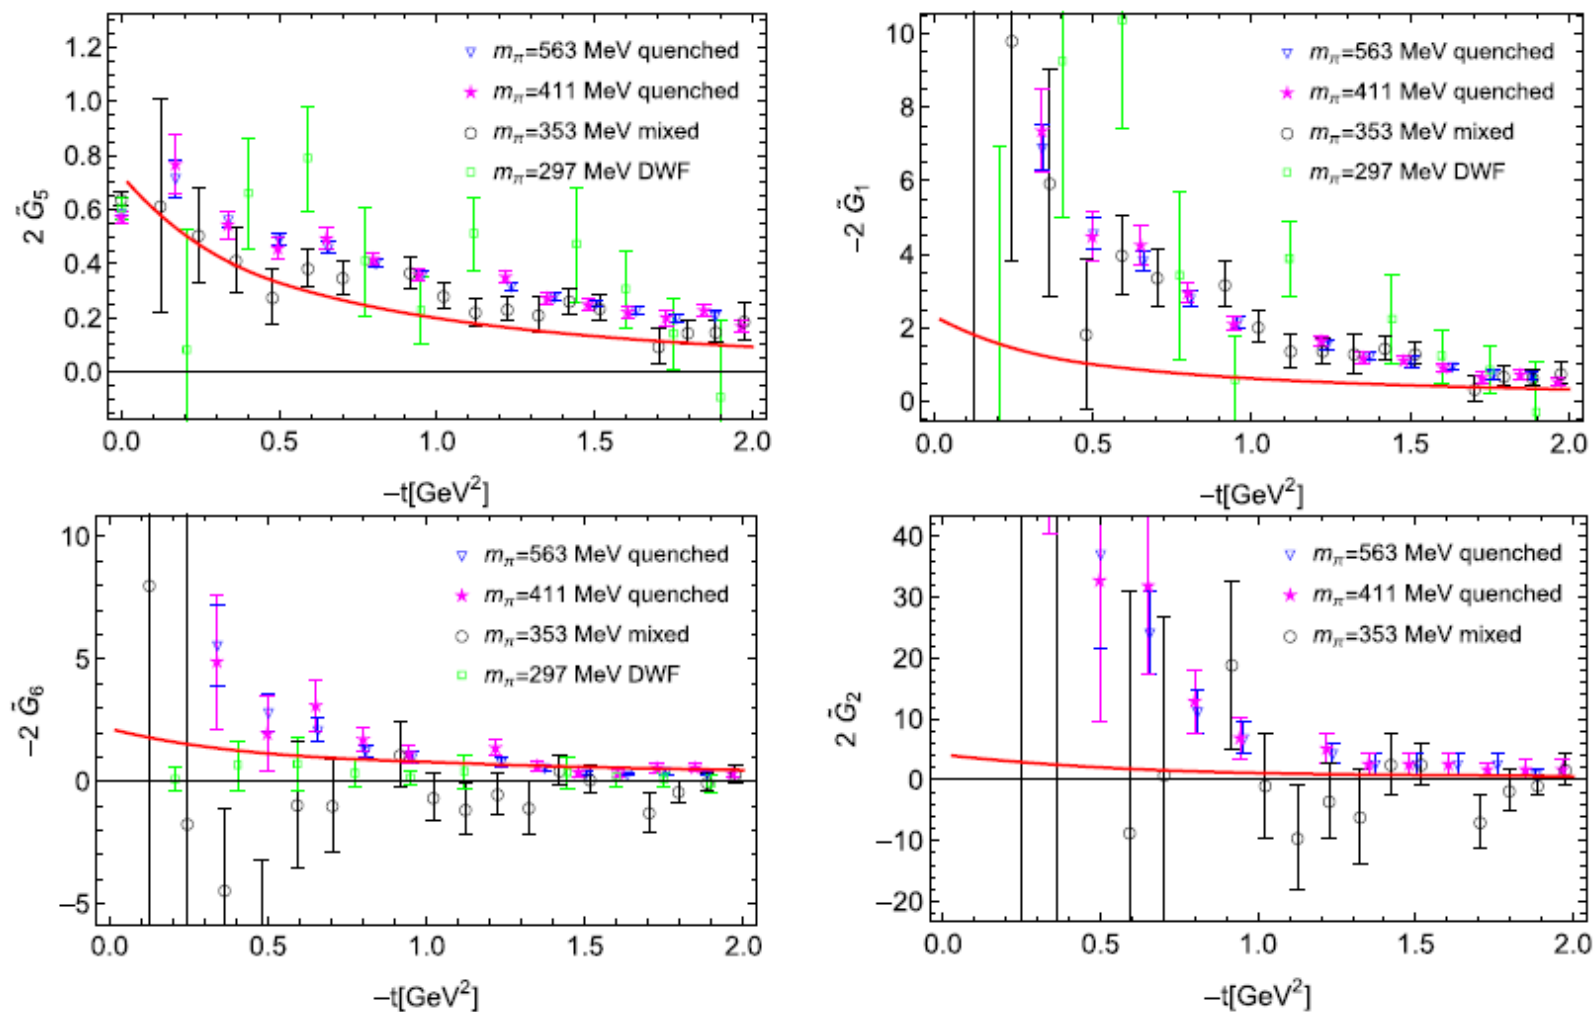 1.2
1.0
0.8
0.6
0.4
0.2
0.0
2 G̃₅
mπ=563 MeV quenched
mπ=411 MeV quenched
mπ=353 MeV mixed
mπ=297 MeV DWF
0.0 0.5 1.0 1.5 2.0
−t[GeV²]
10
8
6
4
2
0
−2 G̃₁
mπ=563 MeV quenched
mπ=411 MeV quenched
mπ=353 MeV mixed
mπ=297 MeV DWF
0.0 0.5 1.0 1.5 2.0
−t[GeV²]
10
5
0
−5
−2 G̃₆
mπ=563 MeV quenched
mπ=411 MeV quenched
mπ=353 MeV mixed
mπ=297 MeV DWF
0.0 0.5 1.0 1.5 2.0
−t[GeV²]
40
30
20
10
0
−10
−20
2 G̃₂
mπ=563 MeV quenched
mπ=411 MeV quenched
mπ=353 MeV mixed
0.0 0.5 1.0 1.5 2.0
−t[GeV²]